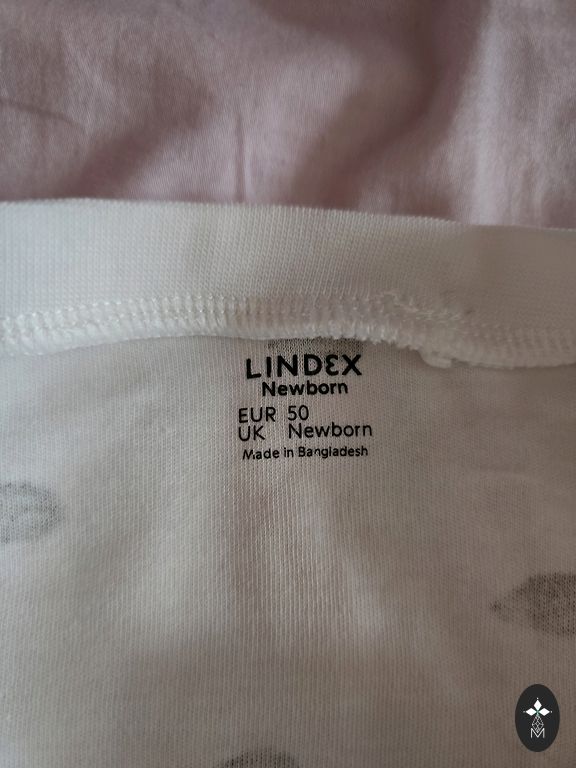 LINDEX
Newborn
EUR 50
UK Newborn
Made in Bangladesh
M